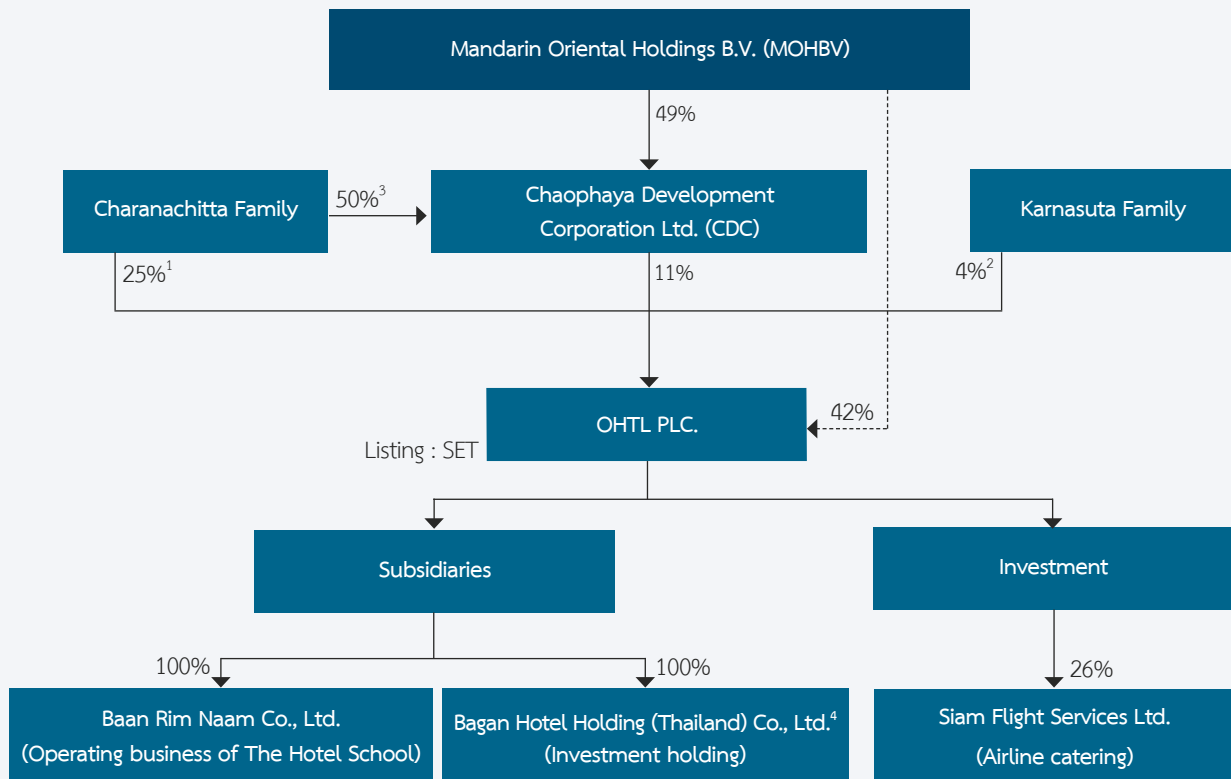 Mandarin Oriental Holdings B.V. (MOHBV)
49%
Charanachitta Family
50%³
Chaophaya Development
Corporation Ltd. (CDC)
Karnasuta Family
25%¹
11%
4%²
OHTL PLC.
42%
Listing : SET
Subsidiaries
Investment
100%
100%
26%
Baan Rim Naam Co., Ltd.
(Operating business of The Hotel School)
Bagan Hotel Holding (Thailand) Co., Ltd.⁴
(Investment holding)
Siam Flight Services Ltd.
(Airline catering)